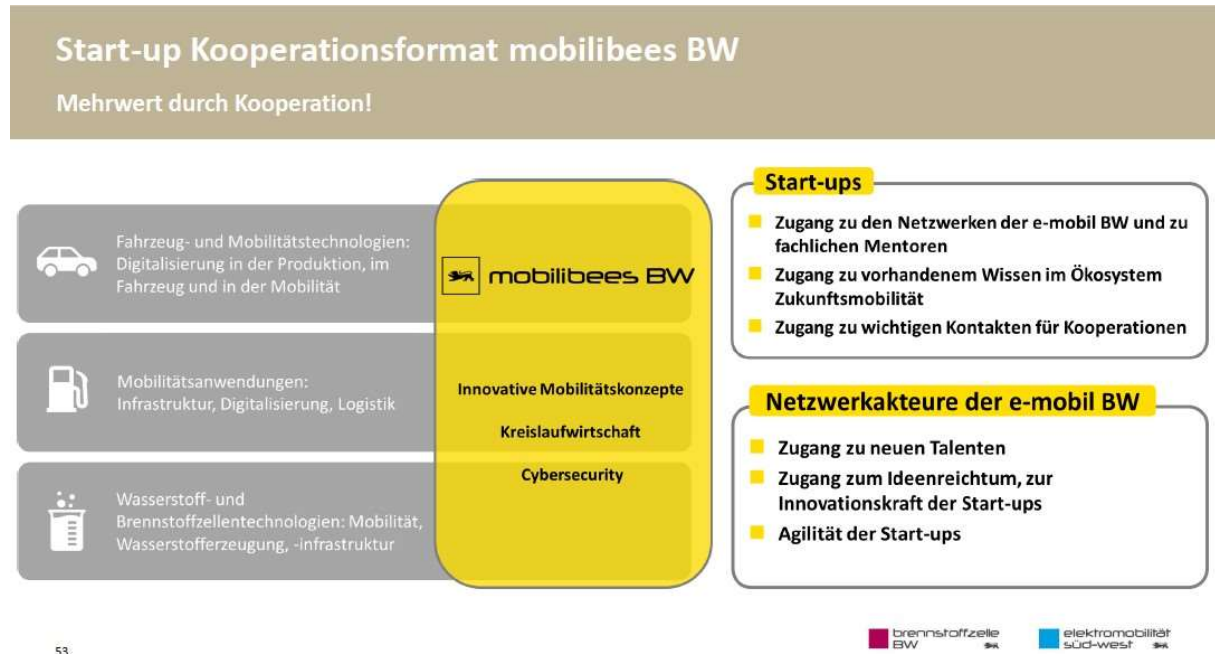 Start-up Kooperationsformat mobilibees BW
Mehrwert durch Kooperation!
Fahrzeug- und Mobilitätstechnologien:
Digitalisierung in der Produktion, im
Fahrzeug und in der Mobilität
Mobilitätsanwendungen:
Infrastruktur, Digitalisierung, Logistik
Wasserstoff- und
Brennstoffzellentechnologien: Mobilität,
Wasserstofferzeugung, -infrastruktur
mobilibees BW
Innovative Mobilitätskonzepte
Kreislaufwirtschaft
Cybersecurity
Start-ups
Zugang zu den Netzwerken der e-mobil BW und zu
fachlichen Mentoren
Zugang zu vorhandenem Wissen im Ökosystem
Zukunftsmobilität
Zugang zu wichtigen Kontakten für Kooperationen
Netzwerkakteure der e-mobil BW
Zugang zu neuen Talenten
Zugang zum Ideenreichtum, zur
Innovationskraft der Start-ups
Agilität der Start-ups
53
brennstoffzelle
BW
elektromobilität
süd-west